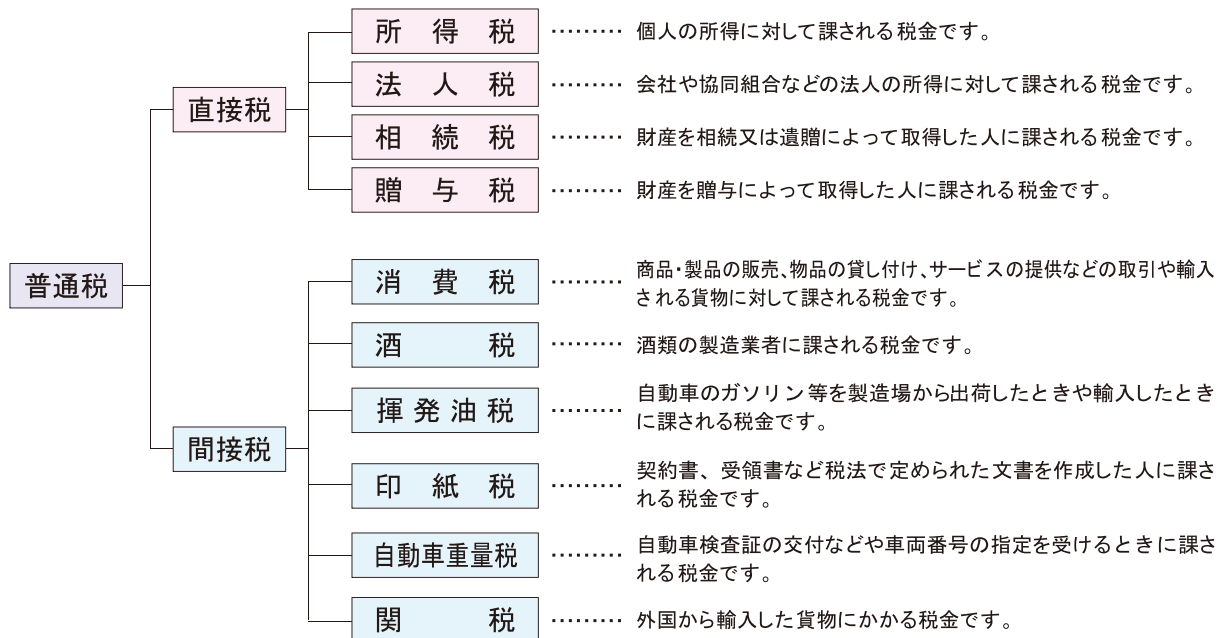 普通税
直接税
所得税 ……… 個人の所得に対して課される税金です。
法人税 ……… 会社や協同組合などの法人の所得に対して課される税金です。
相続税 ……… 財産を相続又は遺贈によって取得した人に課される税金です。
贈与税 ……… 財産を贈与によって取得した人に課される税金です。
間接税
消費税 ……… 商品・製品の販売、物品の貸し付け、サービスの提供などの取引や輸入
される貨物に対して課される税金です。
酒税 ……… 酒類の製造業者に課される税金です。
揮発油税 ……… 自動車のガソリン等を製造場から出荷したときや輸入したとき
に課される税金です。
印紙税 ……… 契約書、受領書など税法で定められた文書を作成した人に課さ
れる税金です。
自動車重量税 ……… 自動車検査証の交付などや車両番号の指定を受けるときに課さ
れる税金です。
関税 ……… 外国から輸入した貨物にかかる税金です。